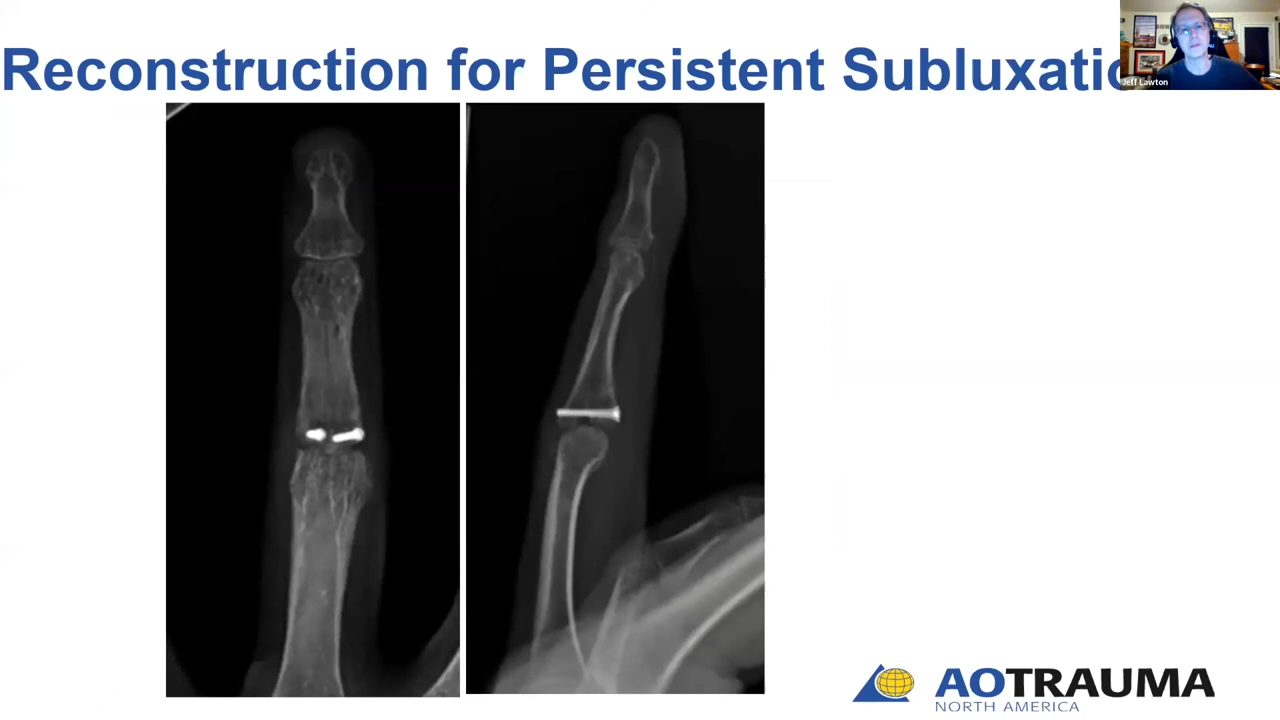 Reconstruction for Persistent Subluxatio
Jeff Lawton
AOTRAUMA
NORTH AMERICA